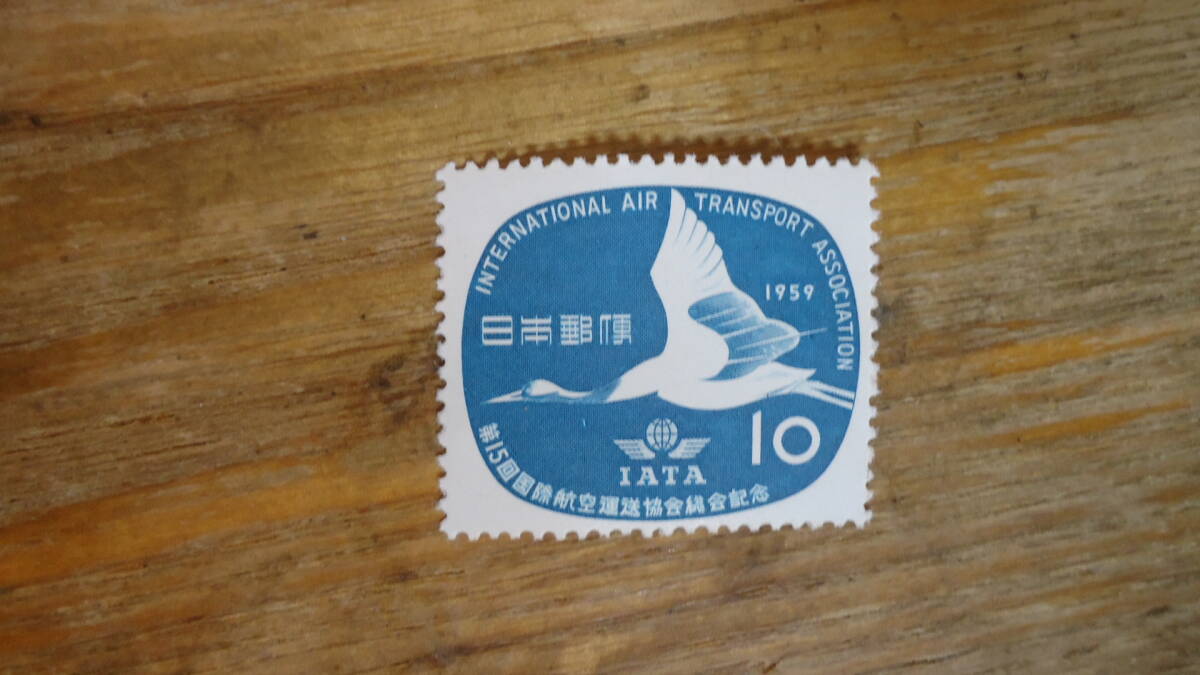 INTERNATIONAL AIR TRANSPORT ASSOCIATION
1959
日本郵便
10
IATA
第15回国際航空運送協会総会記念